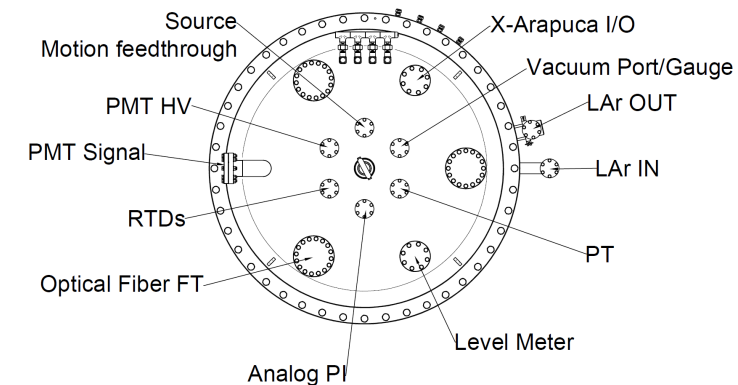 Source
Motion feedthrough
X-Arapuca I/O
Vacuum Port/Gauge
PMT HV
LAr OUT
PMT Signal
LAr IN
RTDs
PT
Optical Fiber FT
Level Meter
Analog PI